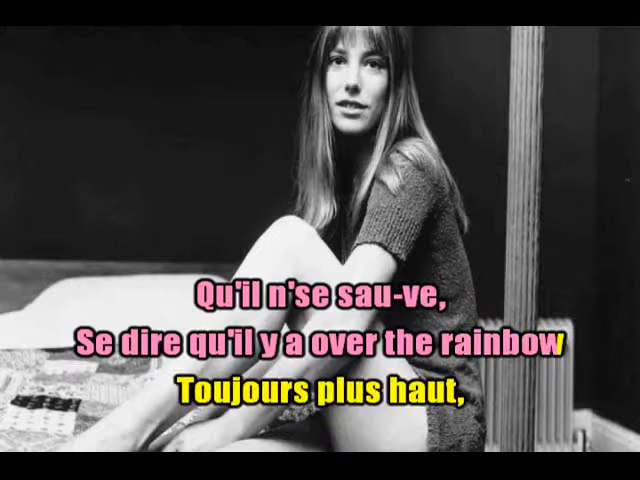 Qu'il n'se sau-ve,
Se dire qu'il y a over the rainbow
Toujours plus haut,